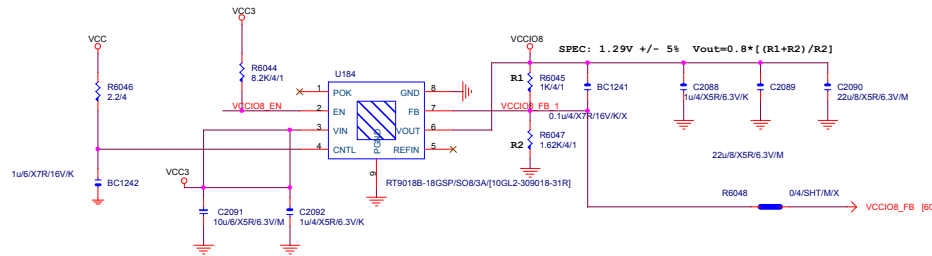 VCC3
VCC
VCCIO8
SPEC: 1.29V +/- 5% Vout=0.8*[(R1+R2)/R2]
R6046
2.2/4
R6044
8.2K/4/1
U184
R1
R6045
1K/4/1
BC1241
0.1u/4/X7R/16V/K/X
C2088
1u/4/X5R/6.3V/K
C2089
22u/8/X5R/6.3V/M
C2090
22u/8/X5R/6.3V/M
1 POK
GND 8
VCCIO8_EN
2 EN
FB 7
VCCIO8_FB_1
3 VIN
VOUT 6
4 CNTL
REFIN 5
PGND
9
R2
R6047
1.62K/4/1
1u/6/X7R/16V/K
BC1242
VCC3
RT9018B-18GSP/SO8/3A/[10GL2-309018-31R]
C2091
10u/6/X5R/6.3V/M
C2092
1u/4/X5R/6.3V/K
R6048
0/4/SHT/M/X
VCCIO8_FB [60